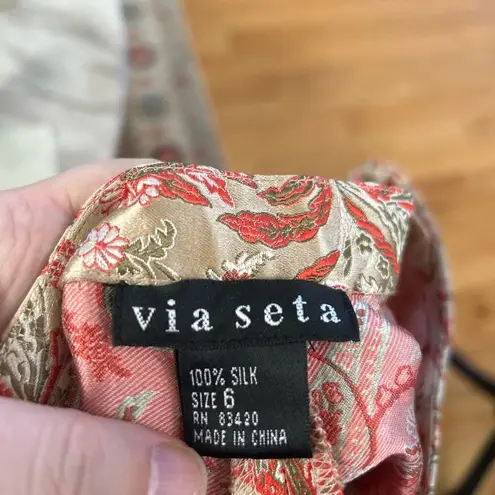 via seta
100% SILK
SIZE 6
RN 83420
MADE IN CHINA